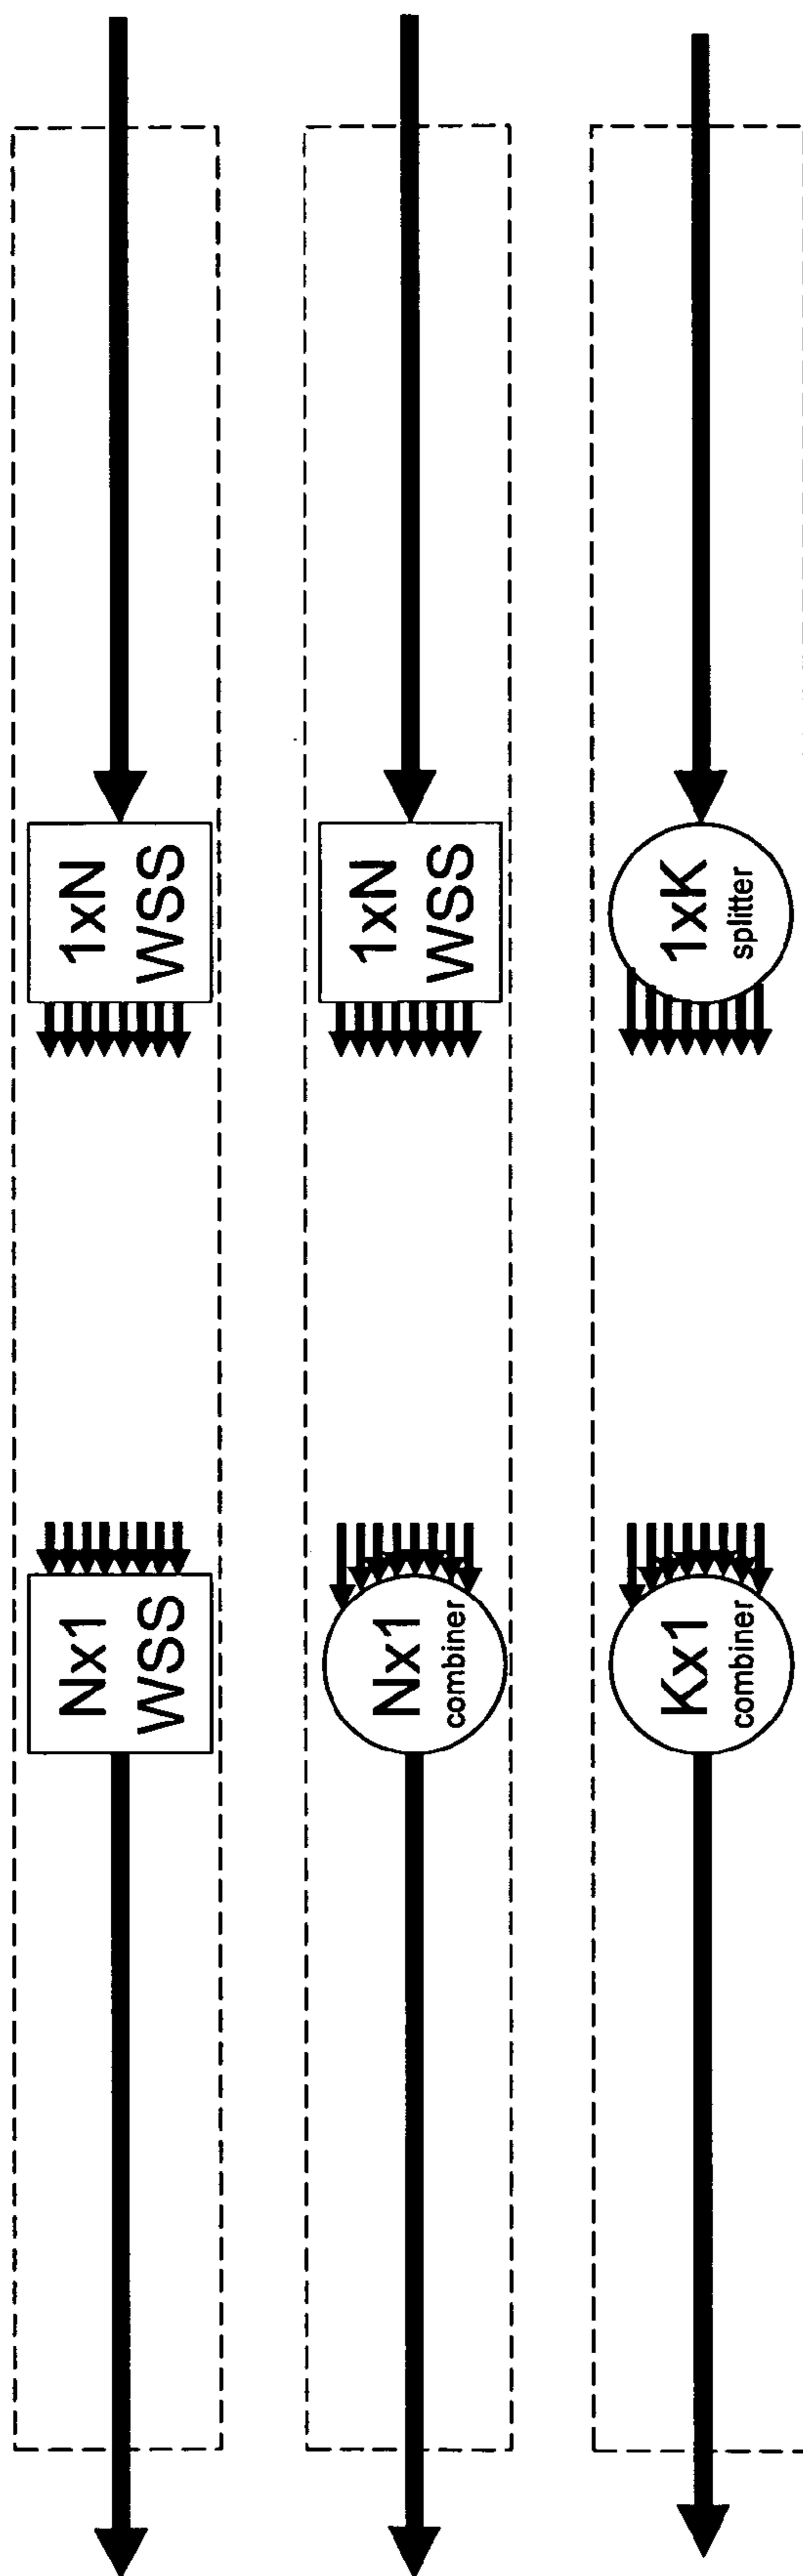 1xN
WSS
1xN
WSS
1xK
splitter
Nx1
WSS
Nx1
combiner
Kx1
combiner